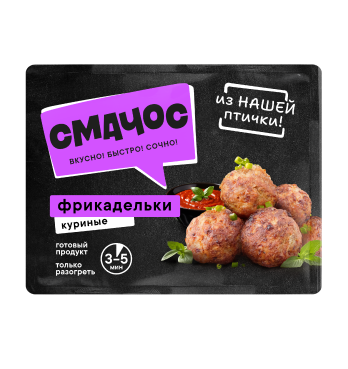 СМАЧОС
ВКУСНО! БЫСТРО! СОЧНО!
из НАШЕЙ
птички!
фрикадельки
куриные
готовый
продукт
только
разогреть
3–5
мин